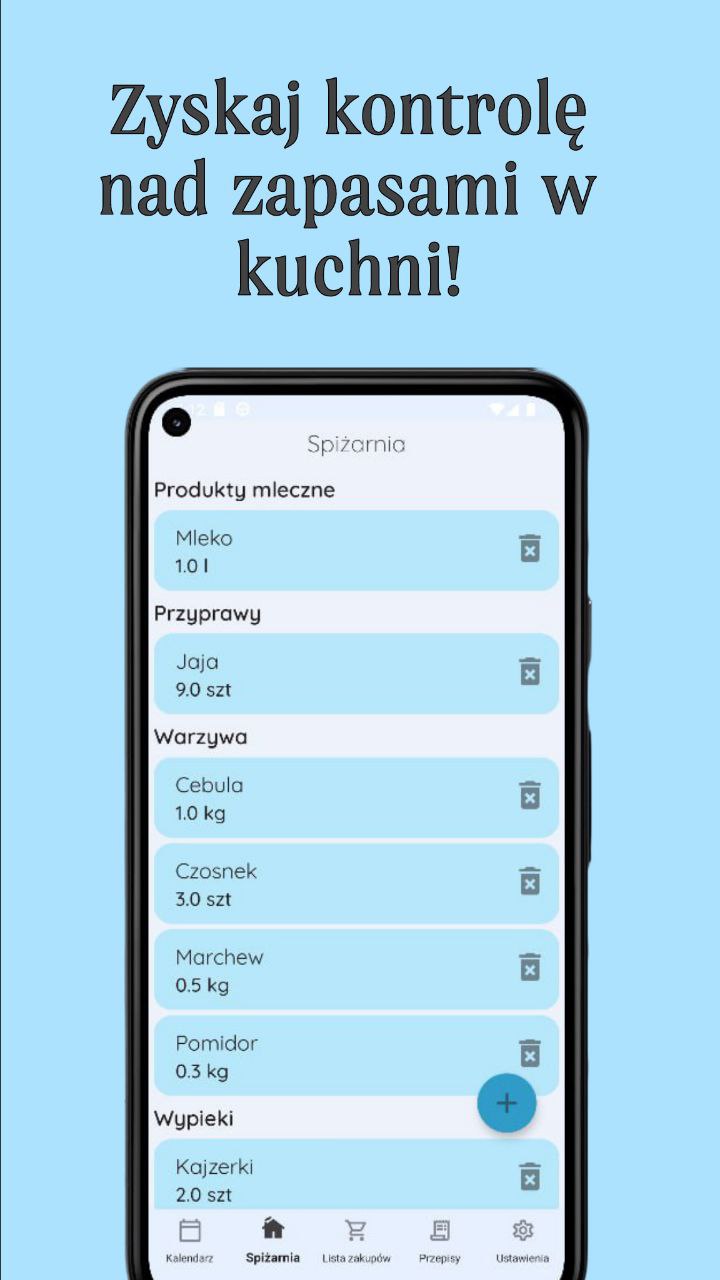 Zyskaj kontrolę
nad zapasami w
kuchni!
Spiżarnia
Produkty mleczne
Mleko
1.0 l
Przyprawy
Jaja
9.0 szt
Warzywa
Cebula
1.0 kg
Czosnek
3.0 szt
Marchew
0.5 kg
Pomidor
0.3 kg
Wypieki
Kajzerki
2.0 szt
Kalendarz Spiżarnia Lista zakupów Przepisy Ustawienia